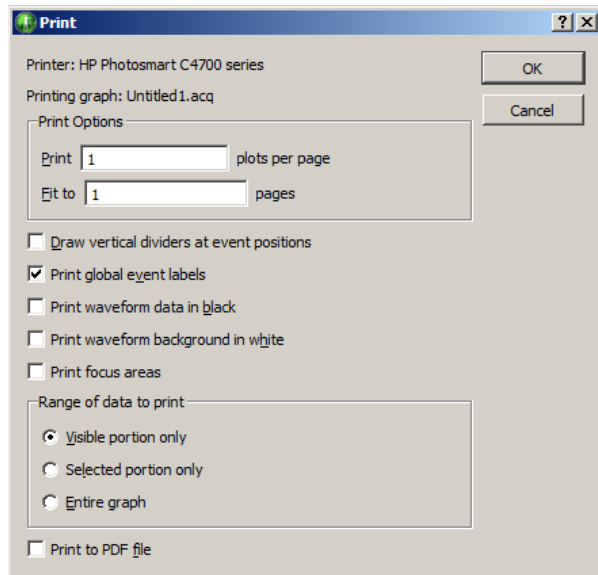 Print
Printer: HP Photosmart C4700 series
OK
Printing graph: Untitled1.acq
Cancel
Print Options
Print 1 plots per page
Fit to 1 pages
Draw vertical dividers at event positions
Print global event labels
Print waveform data in black
Print waveform background in white
Print focus areas
Range of data to print
Visible portion only
Selected portion only
Entire graph
Print to PDF file